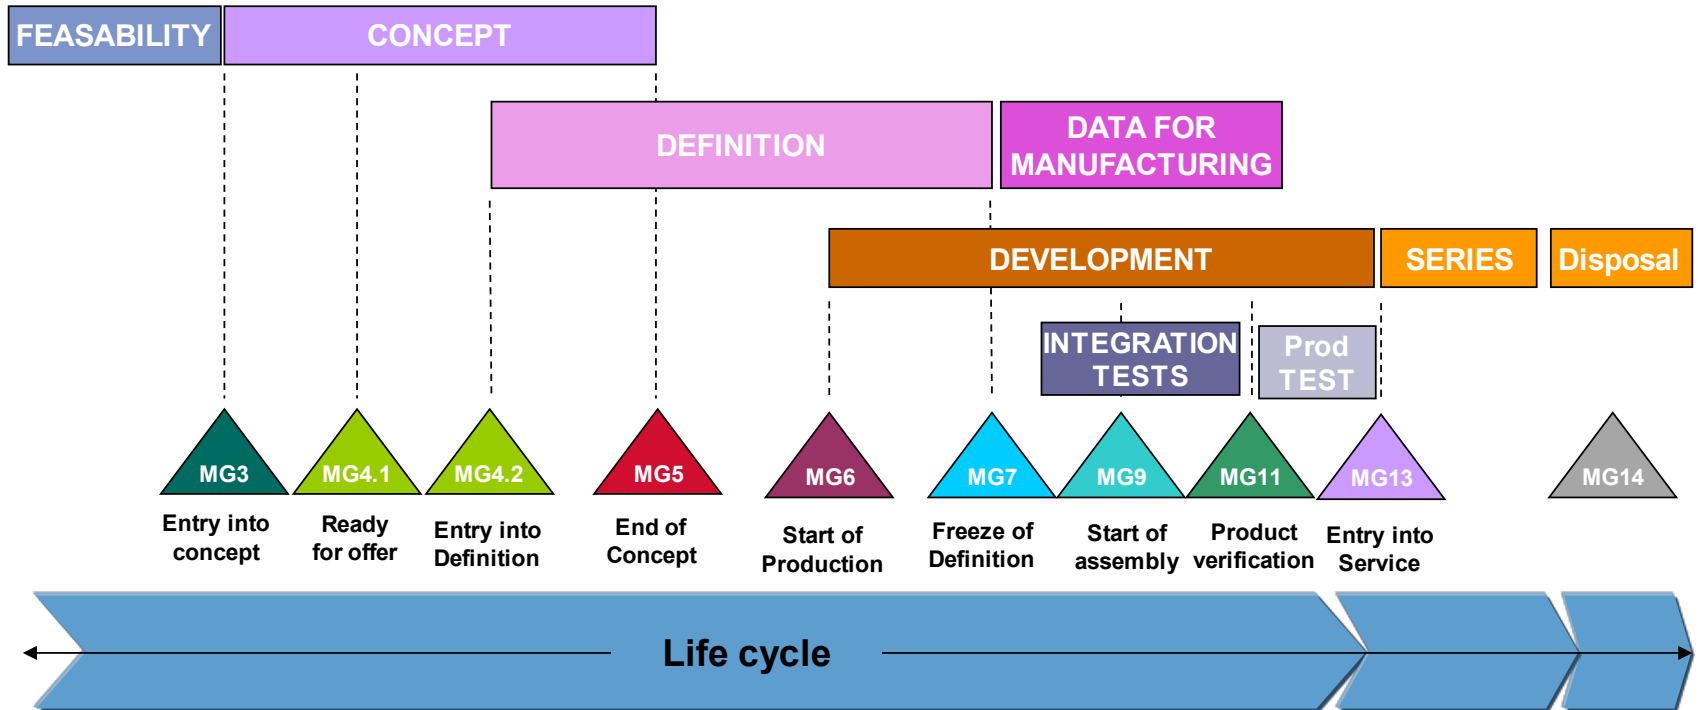 FEASABILITY
CONCEPT
DEFINITION
DATA FOR
MANUFACTURING
DEVELOPMENT
SERIES
Disposal
INTEGRATION
TESTS
Prod
TEST
MG3
MG4.1
MG4.2
MG5
MG6
MG7
MG9
MG11
MG13
MG14
Entry into
concept
Ready
for offer
Entry into
Definition
End of
Concept
Start of
Production
Freeze of
Definition
Start of
assembly
Product
verification
Entry into
Service
Life cycle